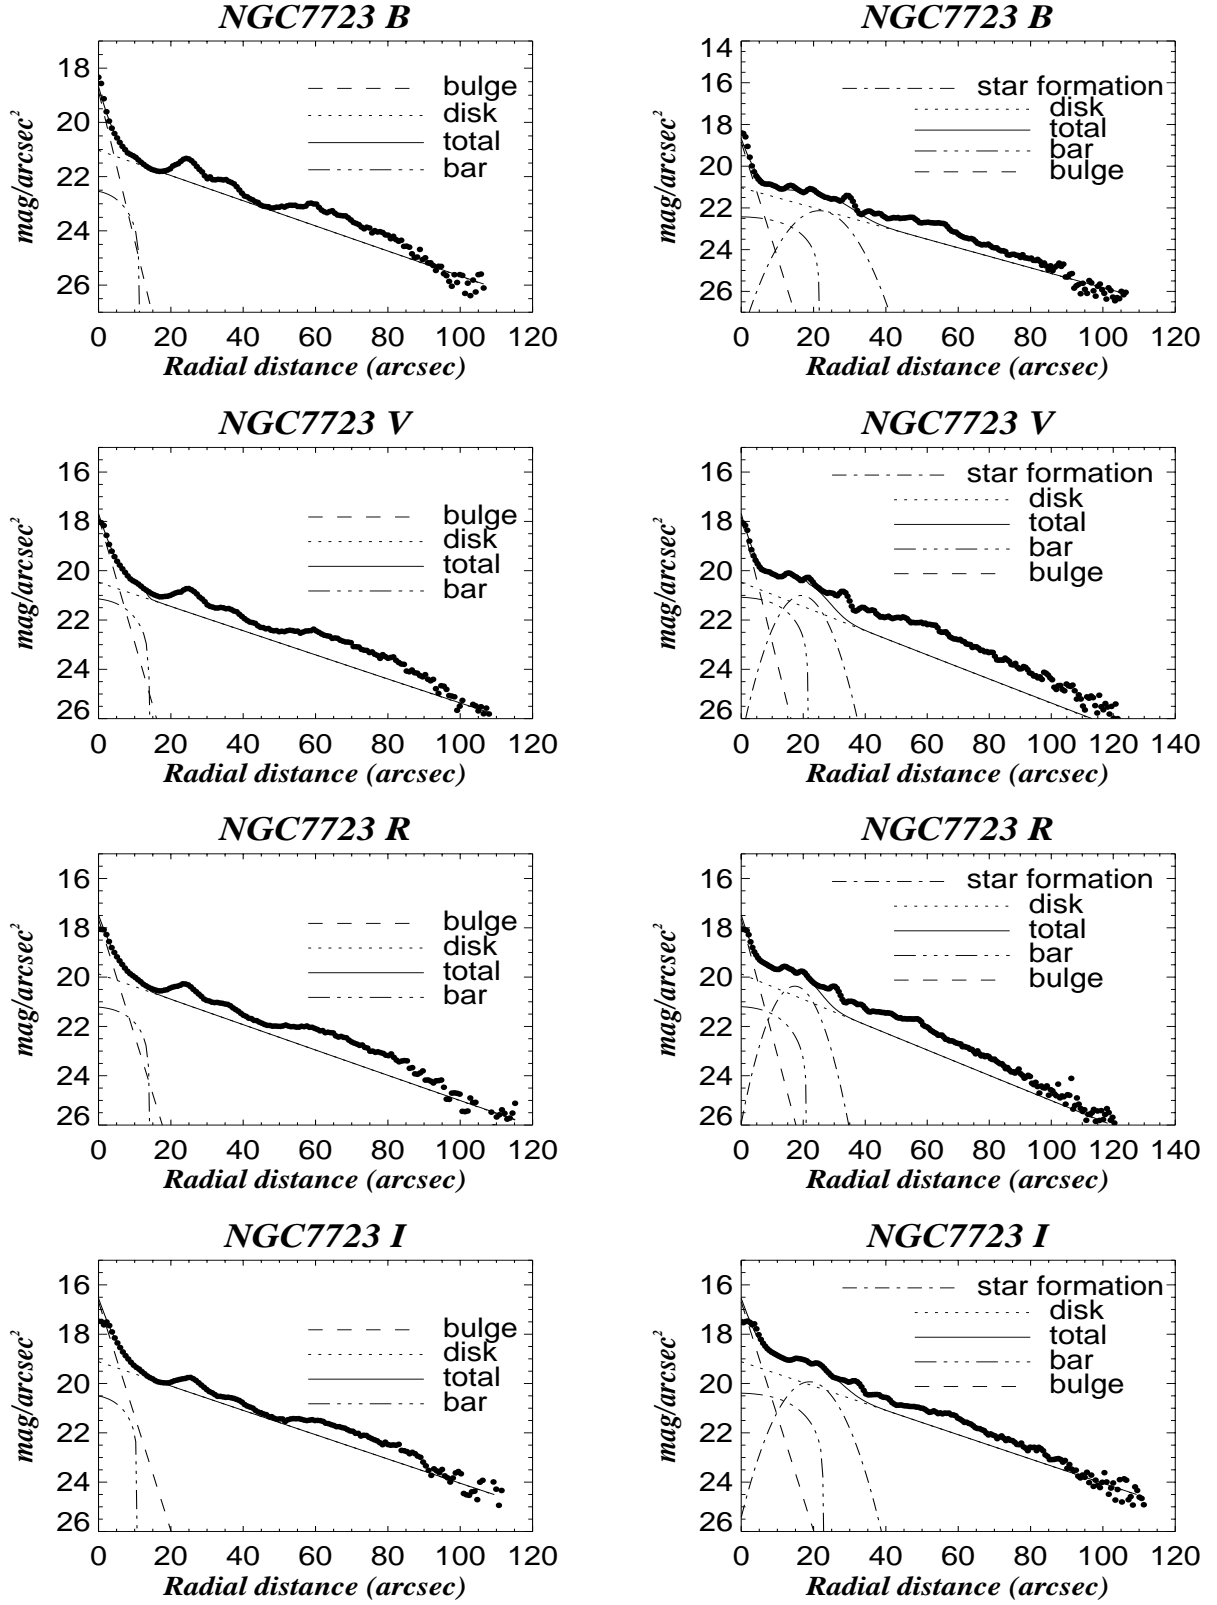 NGC7723 B
mag/arcsec²
18
20
22
24
26
bulge
disk
total
bar
0 20 40 60 80 100 120
Radial distance (arcsec)
NGC7723 B
mag/arcsec²
14
16
18
20
22
24
26
star formation
disk
total
bar
bulge
0 20 40 60 80 100 120
Radial distance (arcsec)
NGC7723 V
mag/arcsec²
16
18
20
22
24
26
bulge
disk
total
bar
0 20 40 60 80 100 120
Radial distance (arcsec)
NGC7723 V
mag/arcsec²
16
18
20
22
24
26
star formation
disk
total
bar
bulge
0 20 40 60 80 100 120 140
Radial distance (arcsec)
NGC7723 R
mag/arcsec²
16
18
20
22
24
26
bulge
disk
total
bar
0 20 40 60 80 100 120
Radial distance (arcsec)
NGC7723 R
mag/arcsec²
16
18
20
22
24
26
star formation
disk
total
bar
bulge
0 20 40 60 80 100 120 140
Radial distance (arcsec)
NGC7723 I
mag/arcsec²
16
18
20
22
24
26
bulge
disk
total
bar
0 20 40 60 80 100 120
Radial distance (arcsec)
NGC7723 I
mag/arcsec²
16
18
20
22
24
26
star formation
disk
total
bar
bulge
0 20 40 60 80 100 120
Radial distance (arcsec)